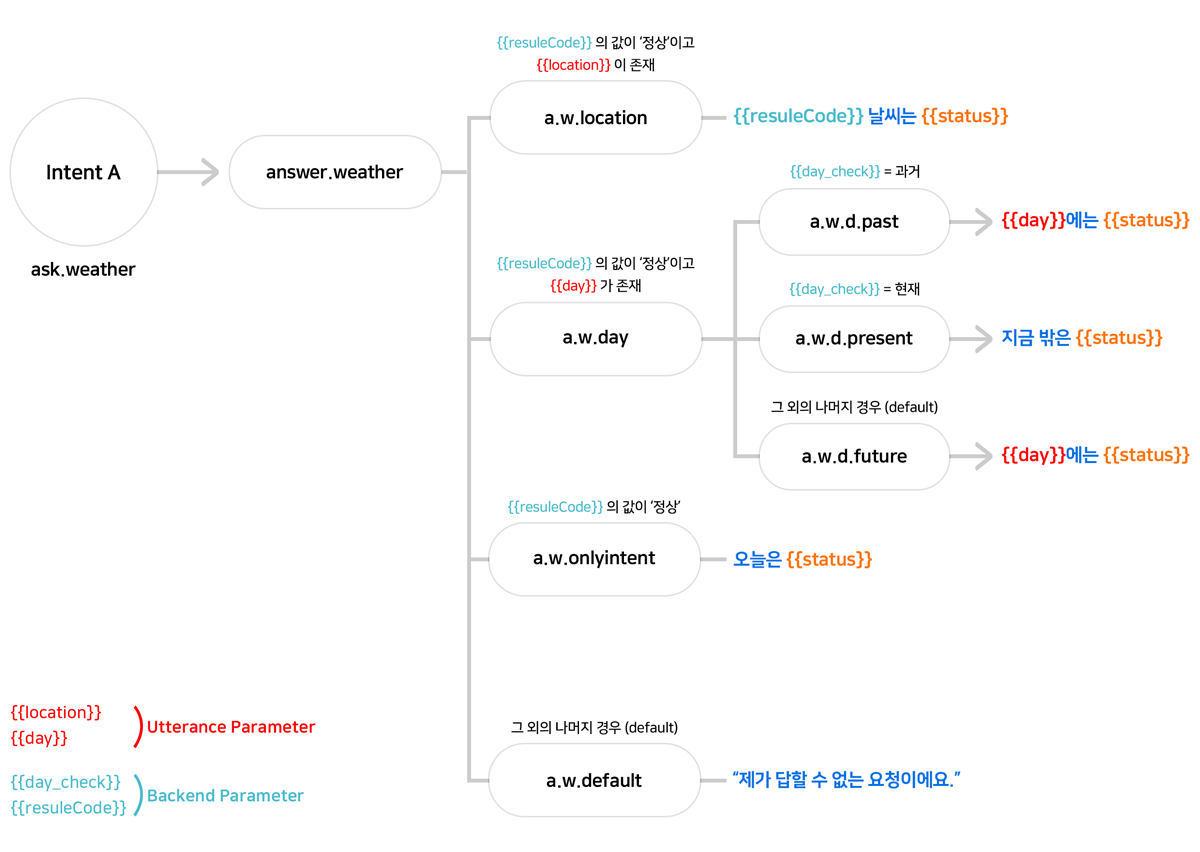 Intent A
ask.weather
answer.weather
{{resuleCode}} 의 값이 ‘정상’이고
{{location}} 이 존재
a.w.location
{{resuleCode}} 날씨는 {{status}}
{{resuleCode}} 의 값이 ‘정상’이고
{{day}} 가 존재
a.w.day
{{day_check}} = 과거
a.w.d.past
{{day}}에는 {{status}}
{{day_check}} = 현재
a.w.d.present
지금 밖은 {{status}}
그 외의 나머지 경우 (default)
a.w.d.future
{{day}}에는 {{status}}
{{resuleCode}} 의 값이 ‘정상’
a.w.onlyintent
오늘은 {{status}}
그 외의 나머지 경우 (default)
a.w.default
“제가 답할 수 없는 요청이에요.”
{{location}}
{{day}}
Utterance Parameter
{{day_check}}
{{resuleCode}}
Backend Parameter